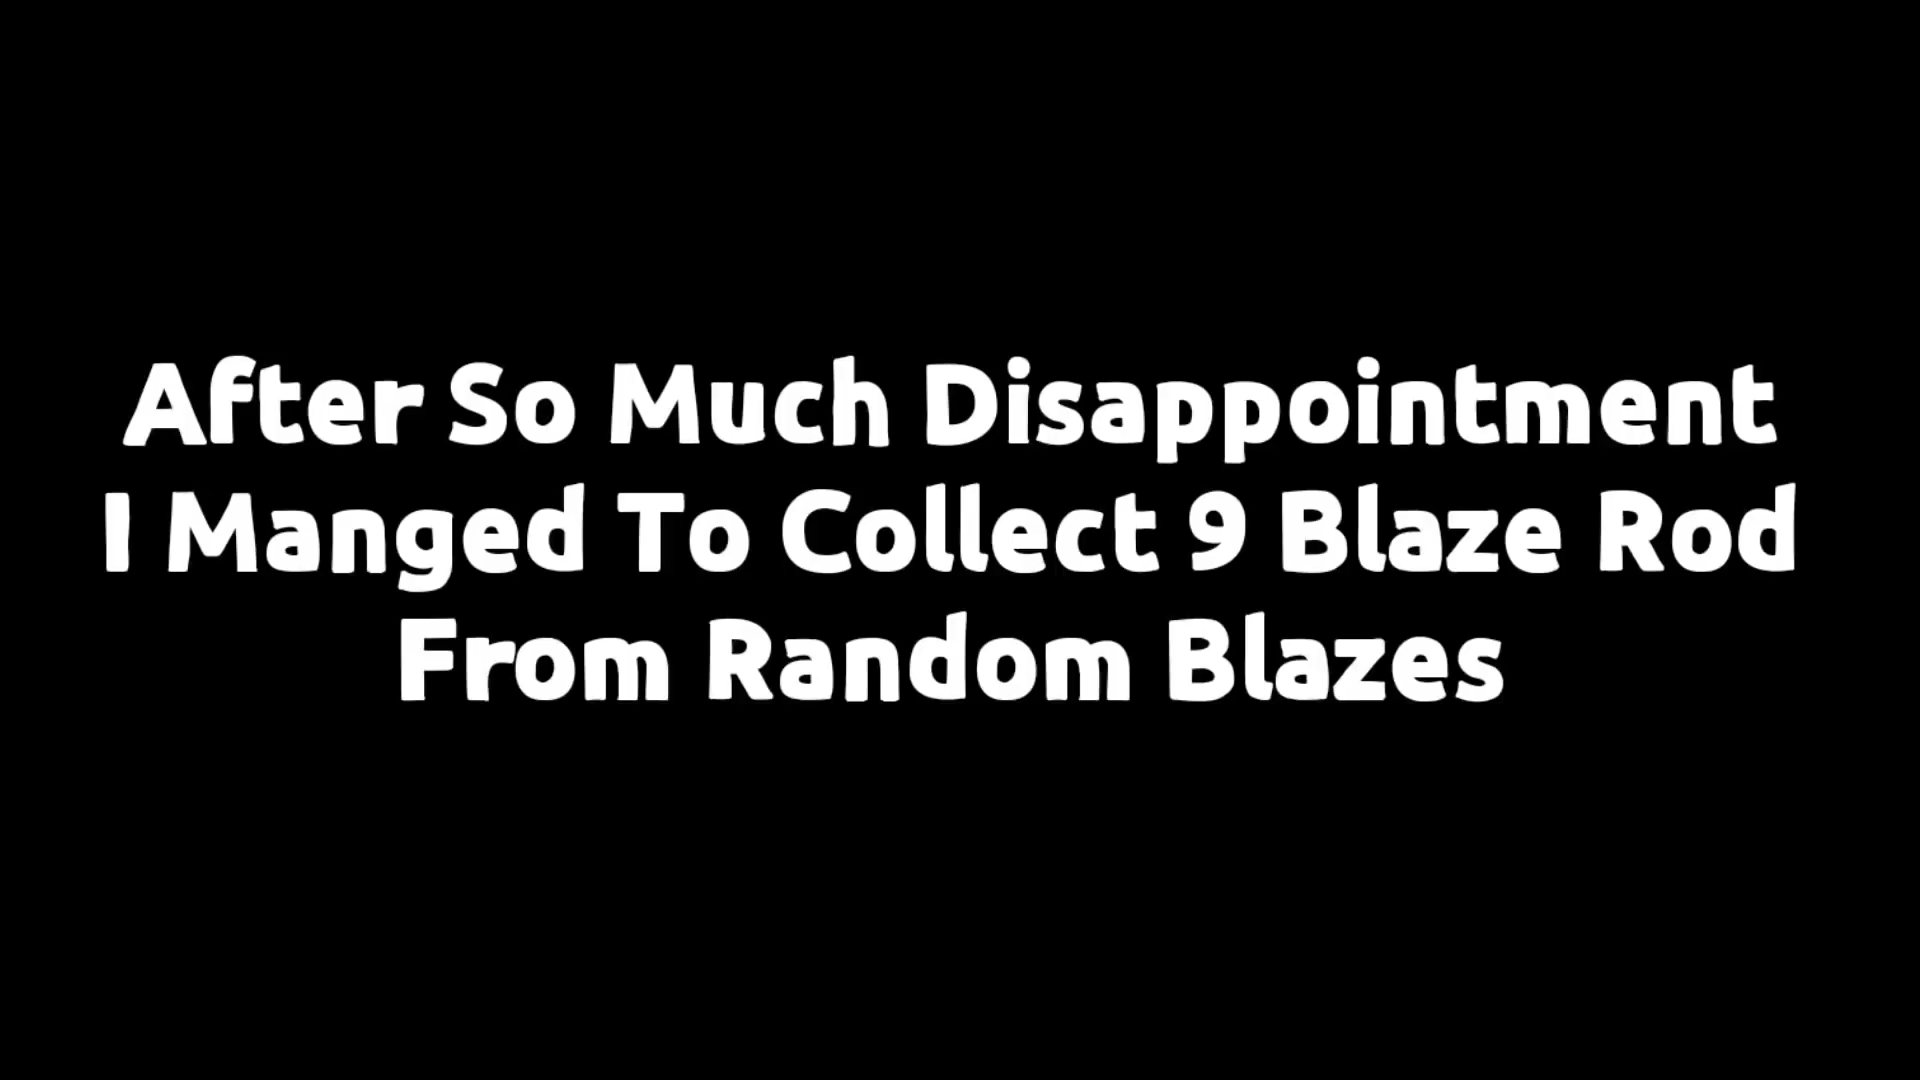 After So Much Disappointment
I Manged To Collect 9 Blaze Rod
From Random Blazes